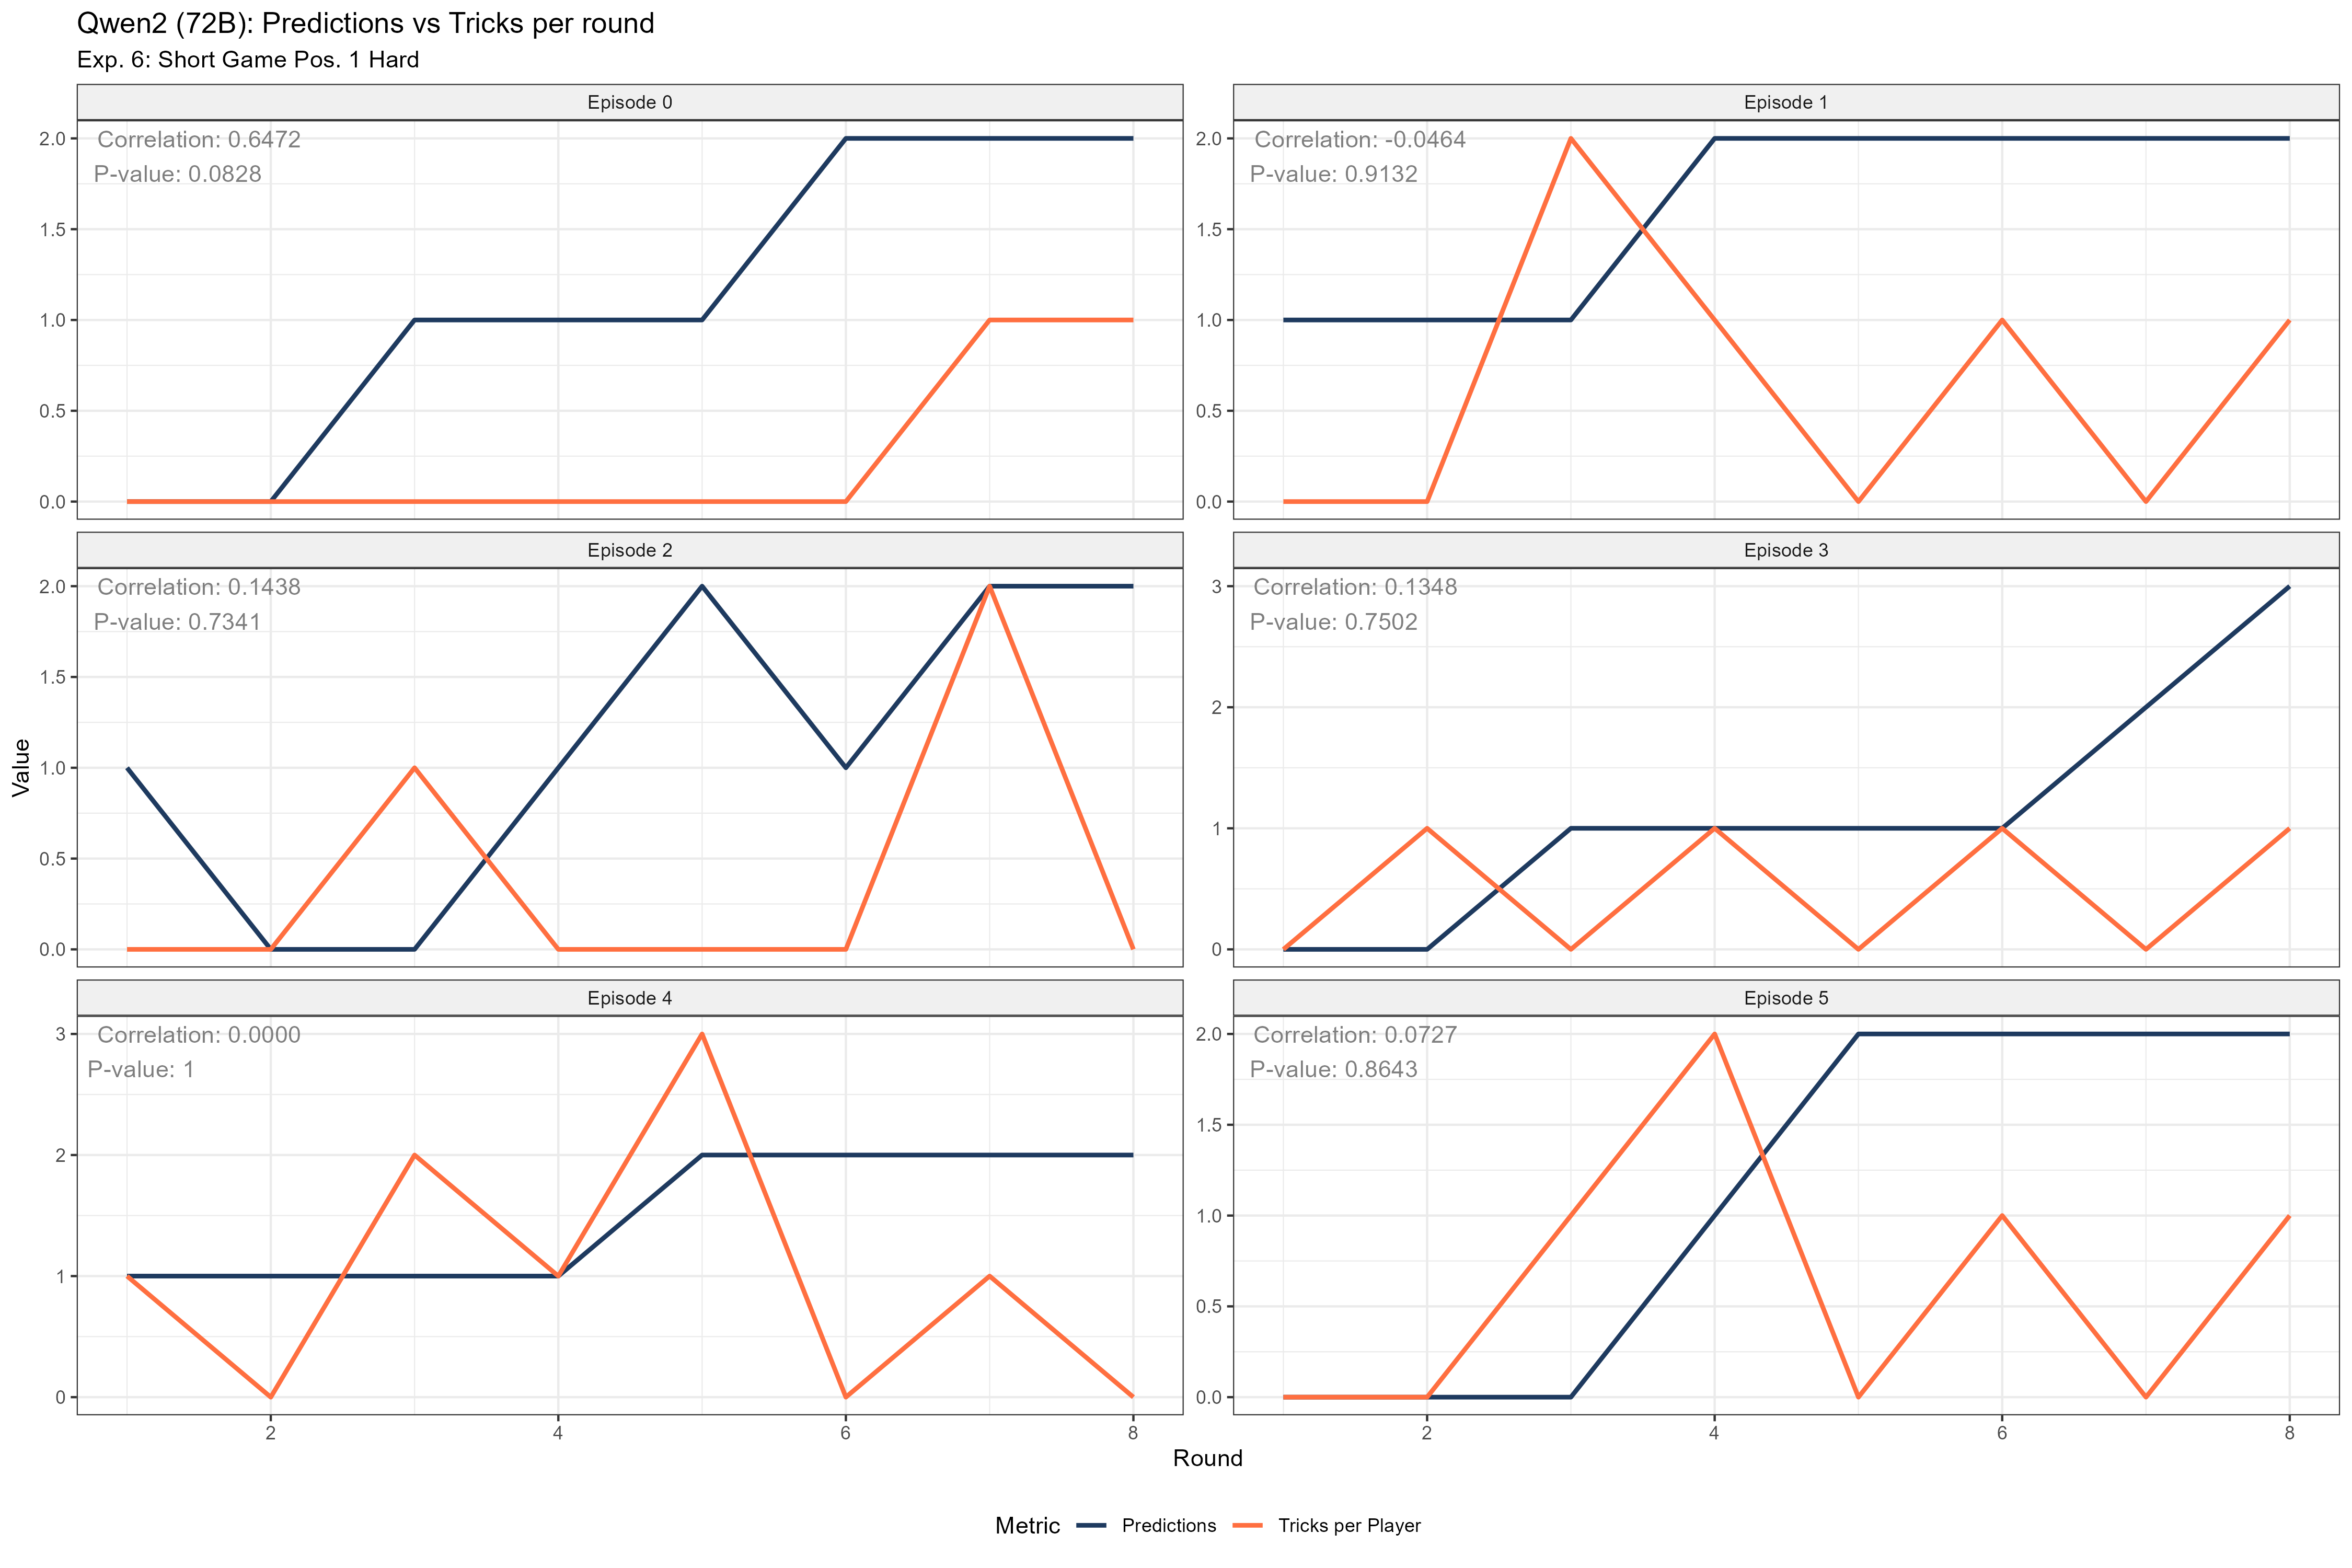 Qwen2 (72B): Predictions vs Tricks per round
Exp. 6: Short Game Pos. 1 Hard
Episode 0
Correlation: 0.6472
P-value: 0.0828
2.0
1.5
1.0
0.5
0.0
Episode 1
Correlation: -0.0464
P-value: 0.9132
2.0
1.5
1.0
0.5
0.0
Episode 2
Correlation: 0.1438
P-value: 0.7341
2.0
1.5
1.0
0.5
0.0
Episode 3
Correlation: 0.1348
P-value: 0.7502
3
2
1
0
Episode 4
Correlation: 0.0000
P-value: 1
3
2
1
0
2 4 6 8
Episode 5
Correlation: 0.0727
P-value: 0.8643
2.0
1.5
1.0
0.5
0.0
2 4 6 8
Value
Round
Metric Predictions Tricks per Player